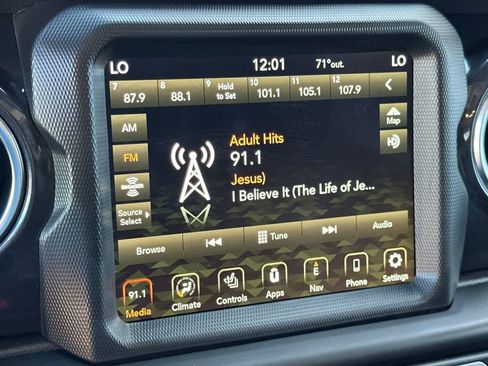 LO 12:01 71°out. LO
7 87.9 8 88.1 9 Hold to Set 10 101.1 11 105.1 12 107.9
AM
Map
Adult Hits
FM
91.1
HD
Jesus)
I Believe It (The Life of Je...
Source
Select
Browse Tune Audio
91.1 E
Media Climate Controls Apps Nav Phone Settings